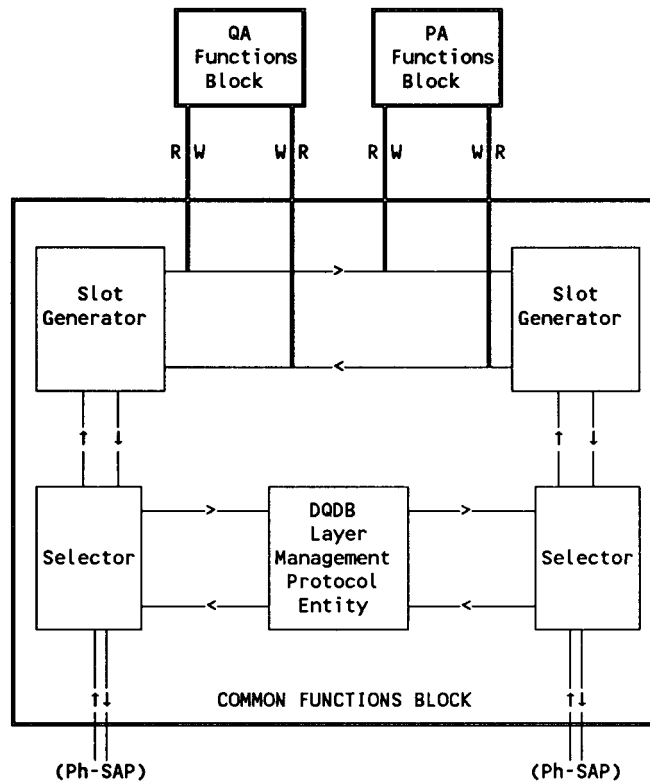 QA
Functions
Block
PA
Functions
Block
R W
W R
R W
W R
Slot
Generator
>
Slot
Generator
<
↑ ↓
↑ ↓
Selector
>
DQDB
Layer
Management
Protocol
Entity
>
Selector
<
<
↑↓
COMMON FUNCTIONS BLOCK
↑↓
(Ph-SAP)
(Ph-SAP)